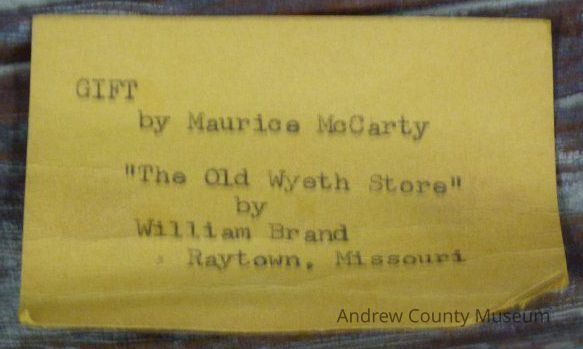 GIFT
by Maurice McCarty
"The Old Wyeth Store"
by
William Brand
Raytown, Missouri
Andrew County Museum